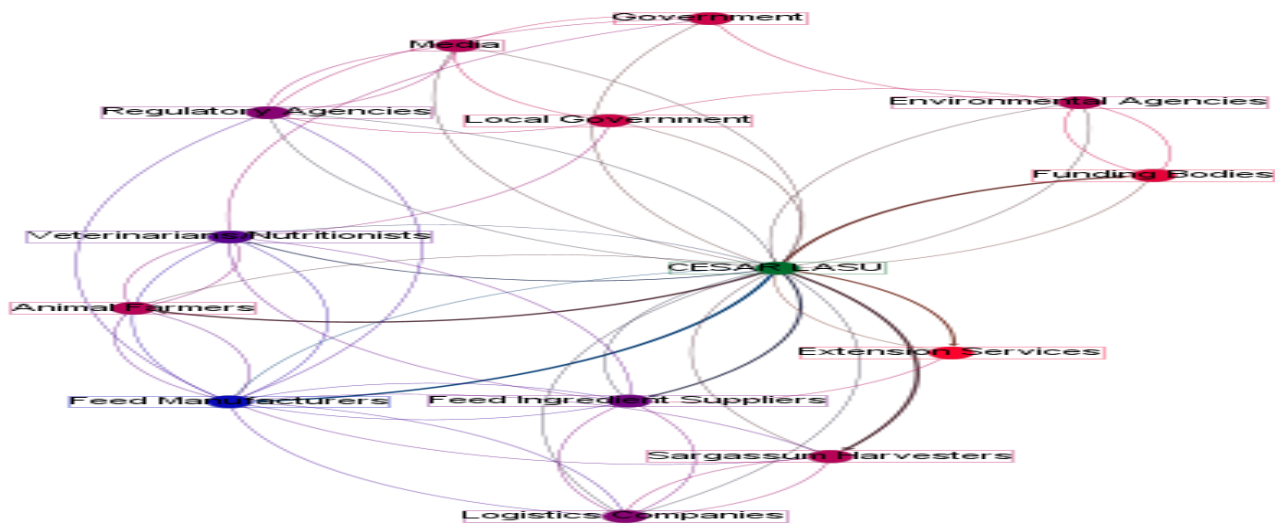 Government
Media
Environmental Agencies
Regulatory Agencies
Local Government
Funding Bodies
Veterinarians/Nutritionists
CESAR LASU
Animal Farmers
Extension Services
Feed Manufacturers
Feed Ingredient Suppliers
Sargassum Harvesters
Logistics Companies